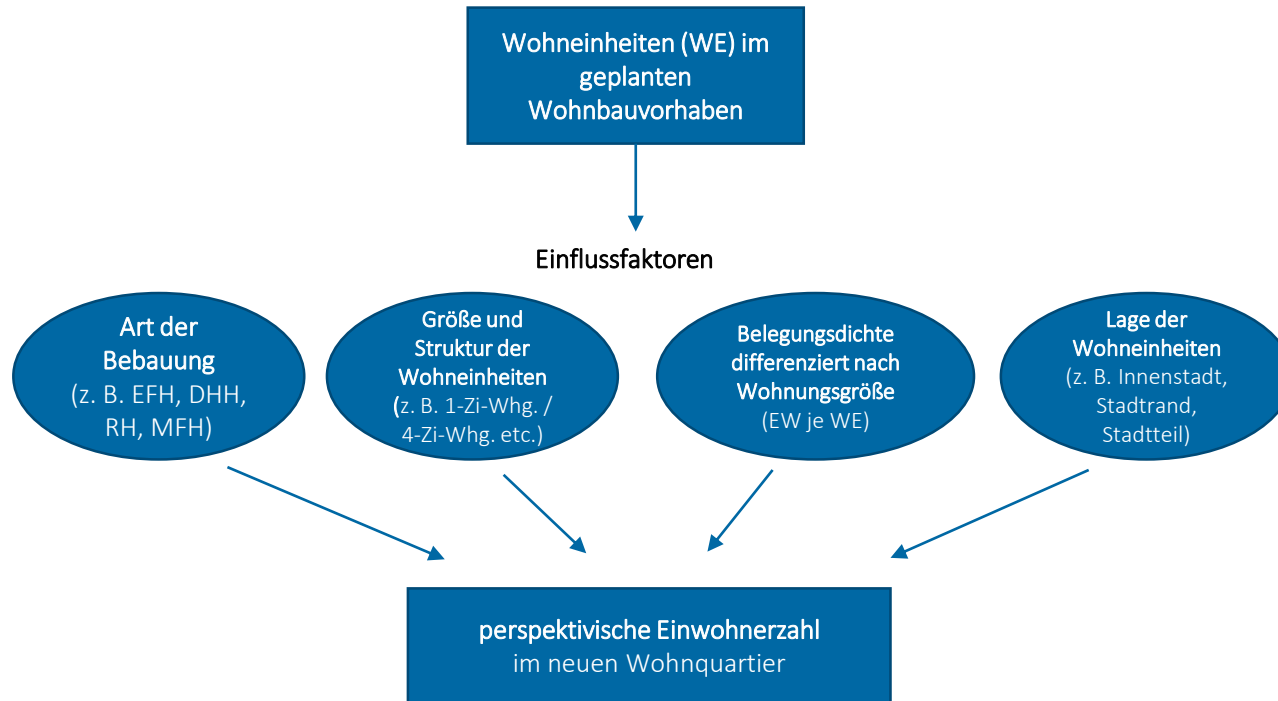 Wohneinheiten (WE) im
geplanten
Wohnbauvorhaben
Einflussfaktoren
Art der
Bebauung
(z. B. EFH, DHH,
RH, MFH)
Größe und
Struktur der
Wohneinheiten
(z. B. 1-Zi-Whg. /
4-Zi-Whg. etc.)
Belegungsdichte
differenziert nach
Wohnungsgröße
(EW je WE)
Lage der
Wohneinheiten
(z. B. Innenstadt,
Stadtrand,
Stadtteil)
perspektivische Einwohnerzahl
im neuen Wohnquartier